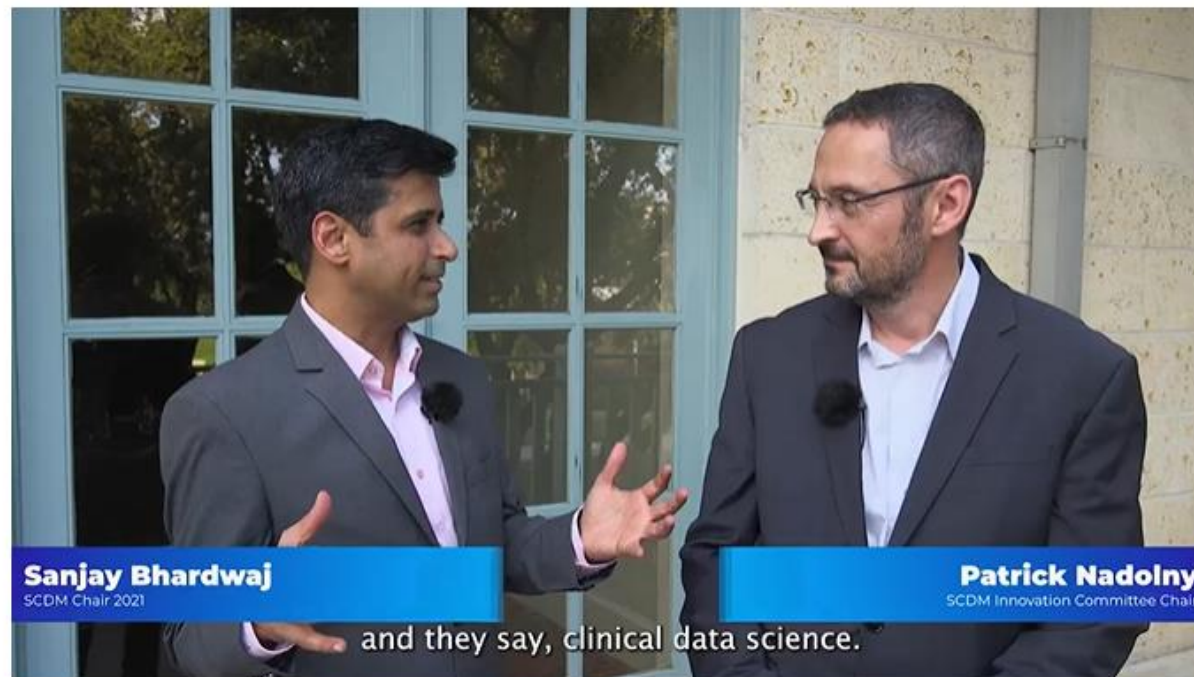 Sanjay Bhardwaj
SCDM Chair 2021
Patrick Nadolny
SCDM Innovation Committee Chair
and they say, clinical data science.